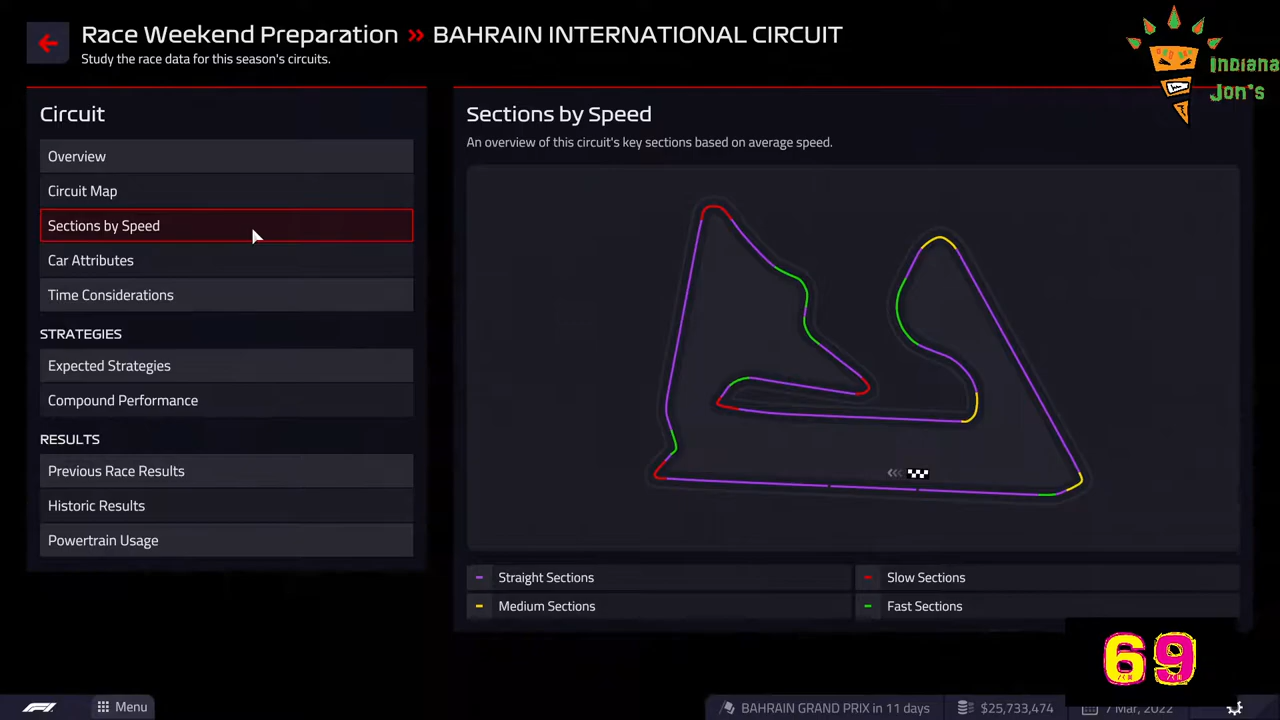 Race Weekend Preparation » BAHRAIN INTERNATIONAL CIRCUIT
Study the race data for this season's circuits.
Indiana
Jon's
Circuit
Overview
Circuit Map
Sections by Speed
Car Attributes
Time Considerations
STRATEGIES
Expected Strategies
Compound Performance
RESULTS
Previous Race Results
Historic Results
Powertrain Usage
Sections by Speed
An overview of this circuit's key sections based on average speed.
Straight Sections
Slow Sections
Medium Sections
Fast Sections
69
Menu
BAHRAIN GRAND PRIX in 11 days
$25,733,474
7 Mar, 2022